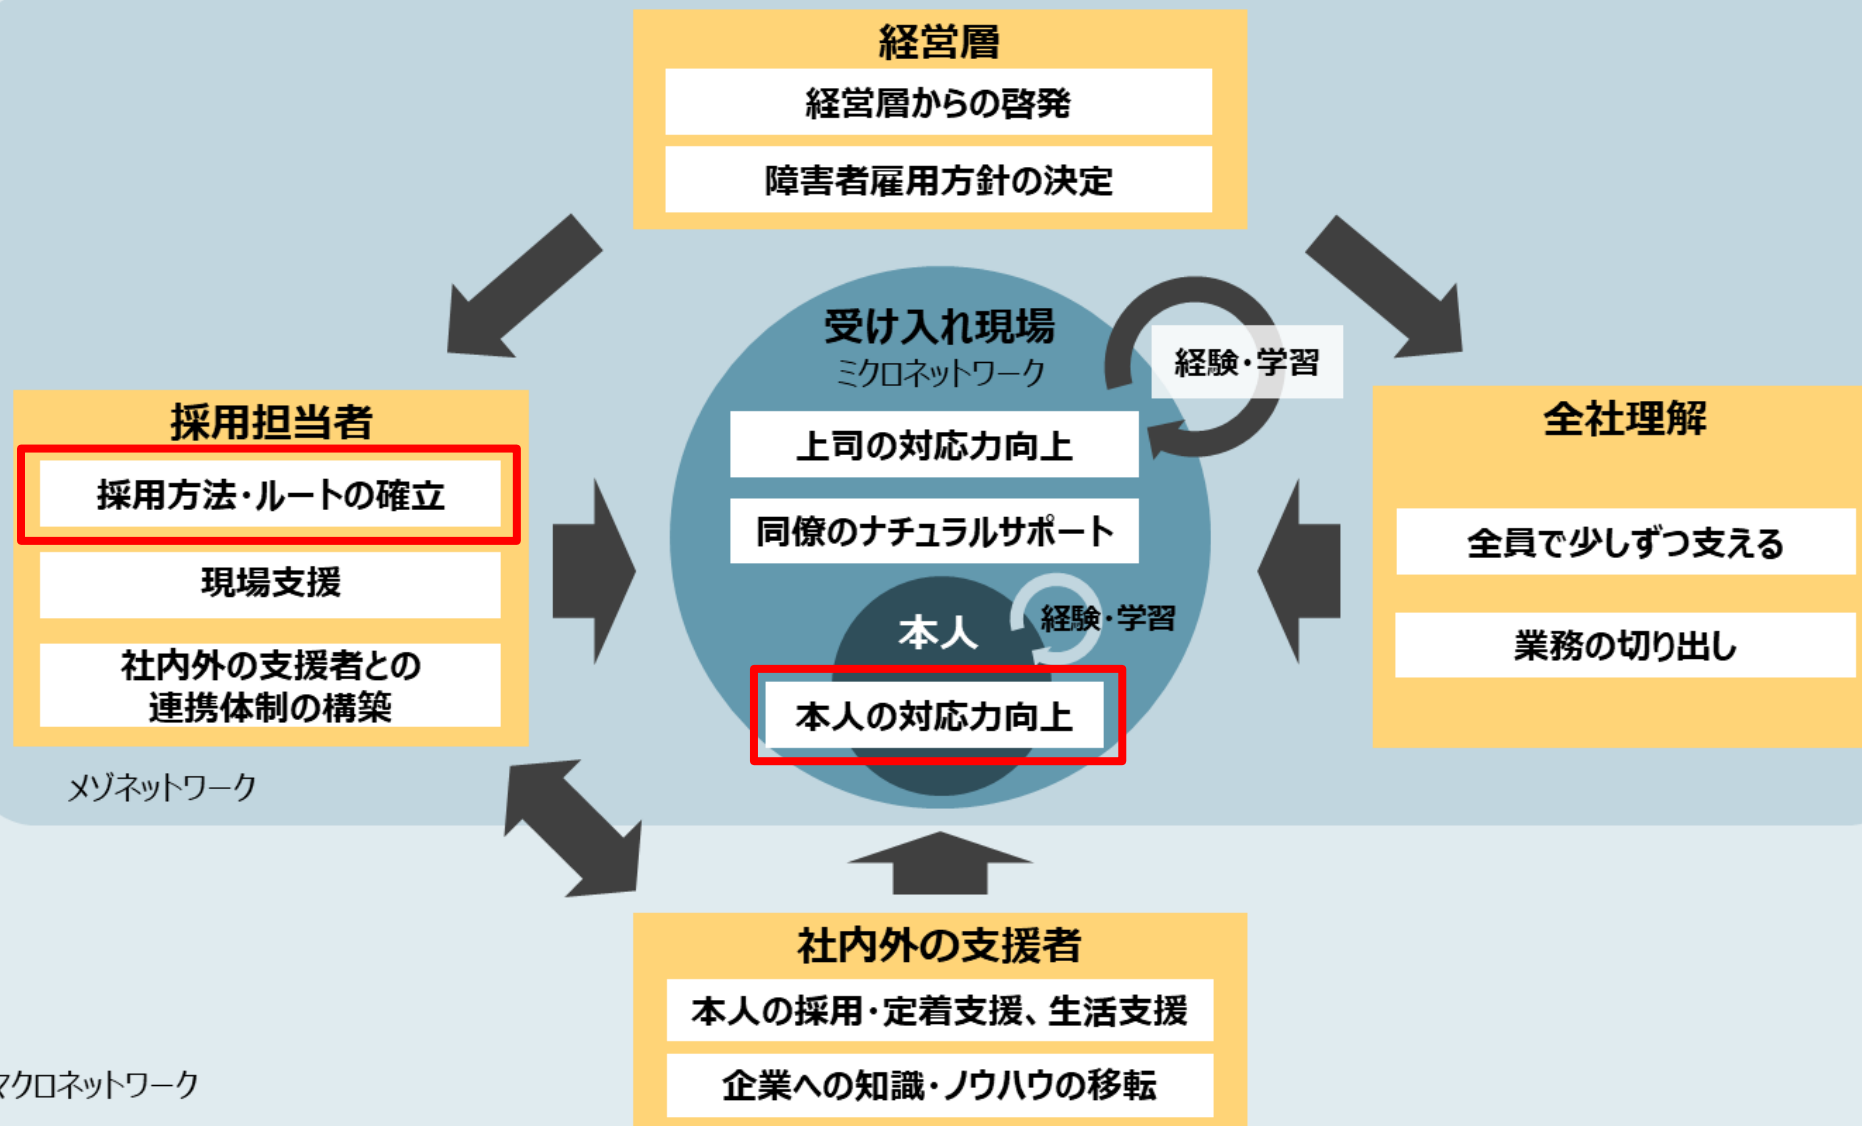 経営層
経営層からの啓発
障害者雇用方針の決定
受け入れ現場
ミクロネットワーク
経験・学習
上司の対応力向上
同僚のナチュラルサポート
本人
経験・学習
本人の対応力向上
採用担当者
採用方法・ルートの確立
現場支援
社内外の支援者との
連携体制の構築
全社理解
全員で少しずつ支える
業務の切り出し
メゾネットワーク
社内外の支援者
本人の採用・定着支援、生活支援
企業への知識・ノウハウの移転
マクロネットワーク